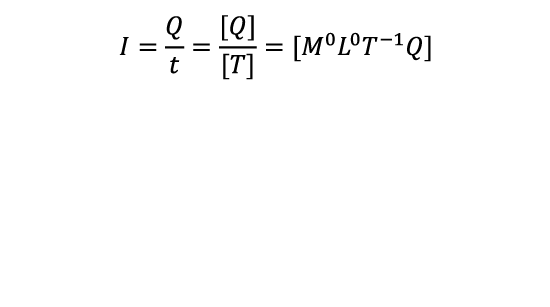 I = Q/t = [Q]/[T] = [M⁰L⁰T⁻¹Q]